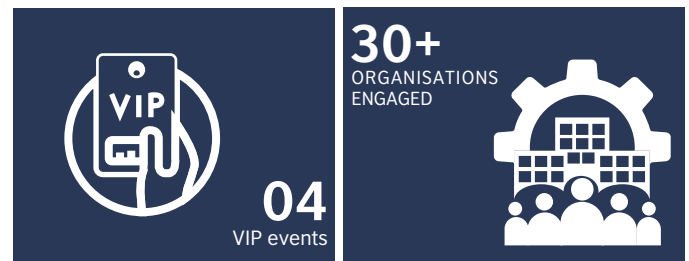 VIP
04
VIP events
30+
ORGANISATIONS
ENGAGED